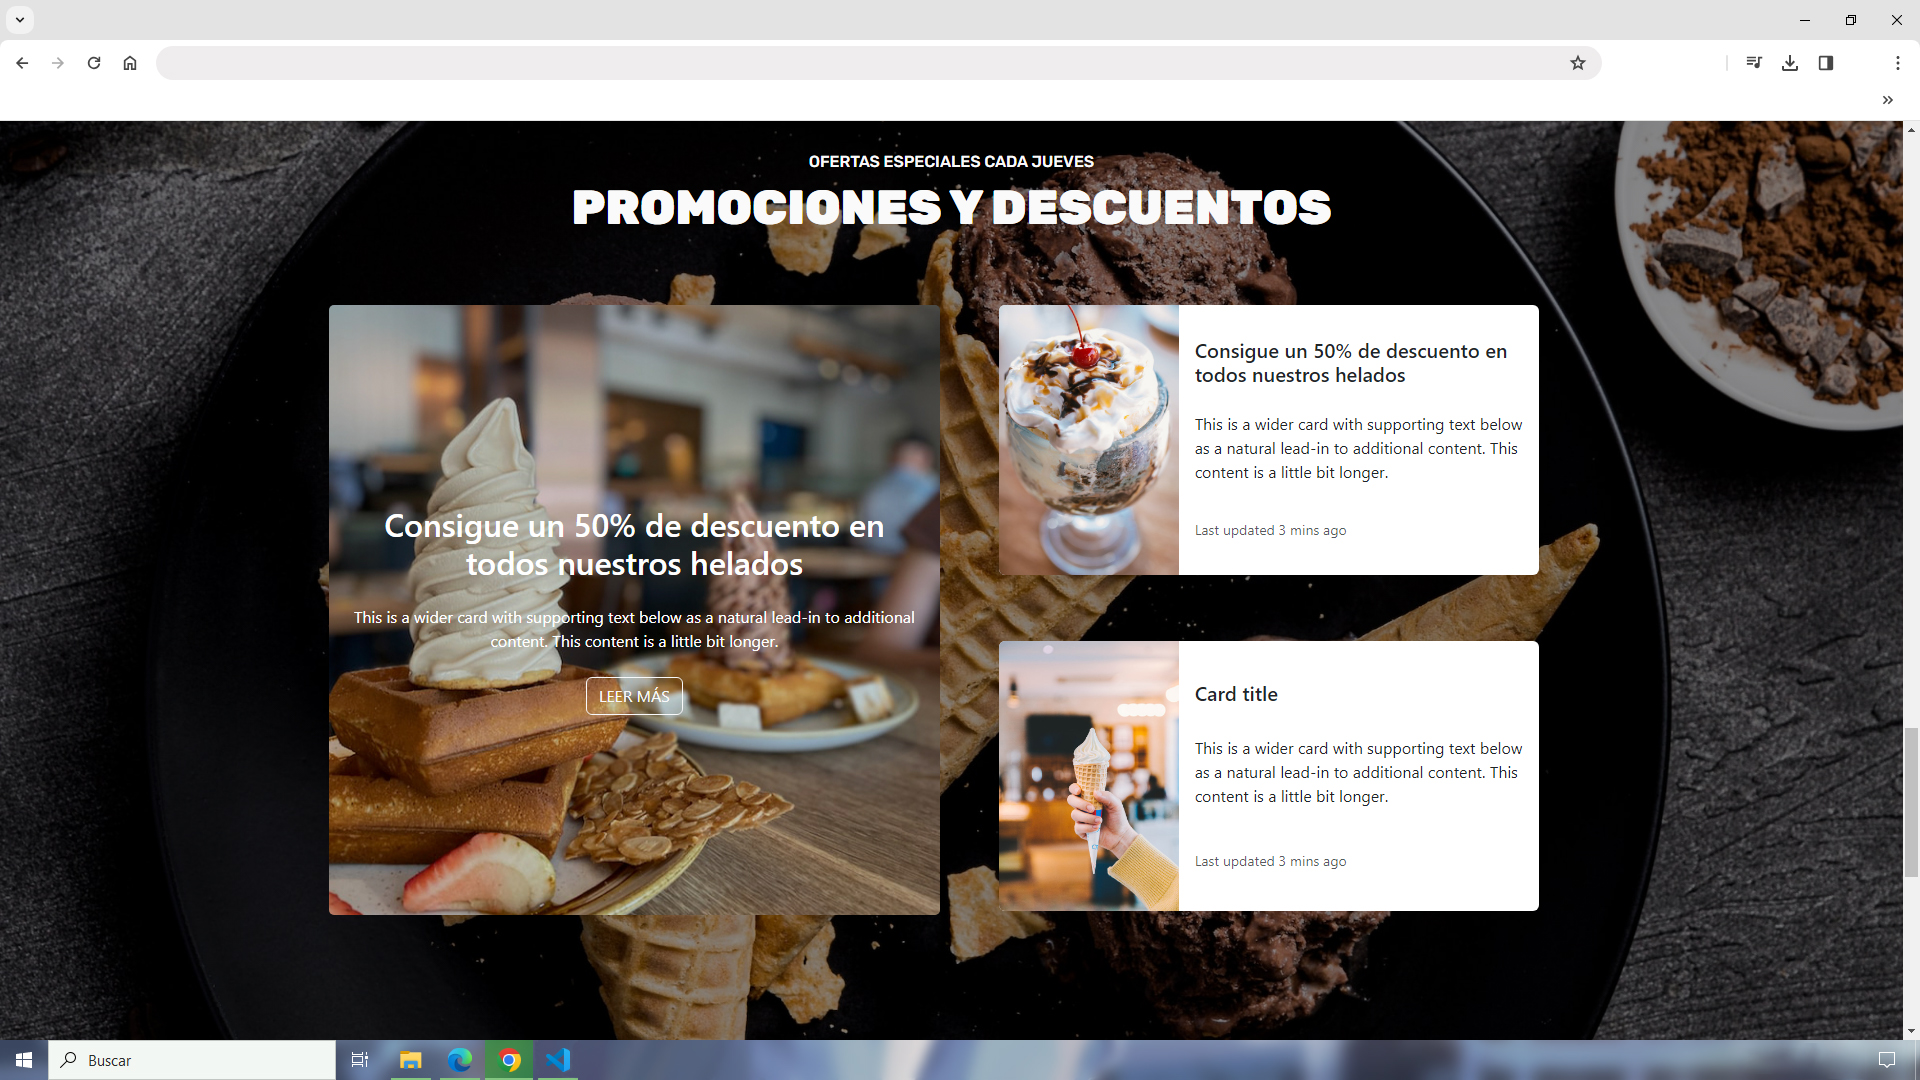 OFERTAS ESPECIALES CADA JUEVES
PROMOCIONES Y DESCUENTOS
Consigue un 50% de descuento en
todos nuestros helados
This is a wider card with supporting text below as a natural lead-in to additional
content. This content is a little bit longer.
LEER MÁS
Consigue un 50% de descuento en
todos nuestros helados
This is a wider card with supporting text below
as a natural lead-in to additional content. This
content is a little bit longer.
Last updated 3 mins ago
Card title
This is a wider card with supporting text below
as a natural lead-in to additional content. This
content is a little bit longer.
Last updated 3 mins ago
Buscar